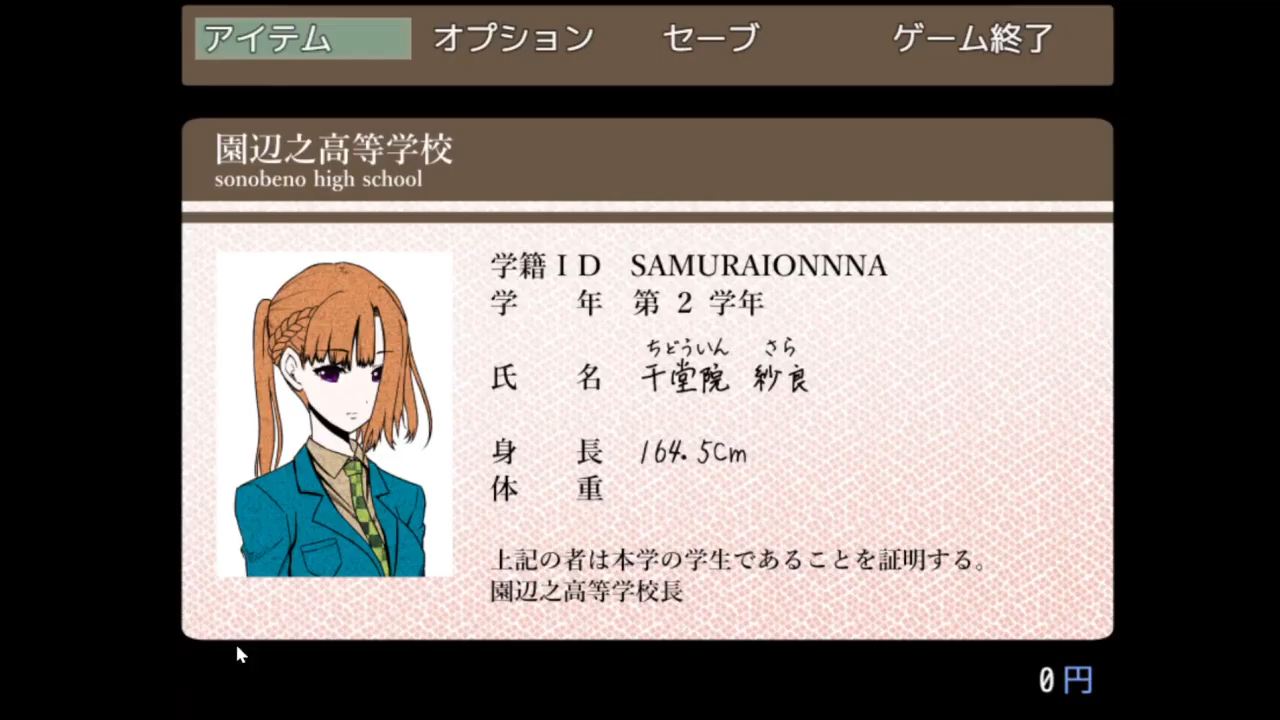 アイテム オプション セーブ ゲーム終了
園辺之高等学校
sonobeno high school
学籍ＩＤ SAMURAIONNNA
学 年 第 2 学年
ちどういん さら
氏 名 千堂院 紗良
身 長 164.5Cm
体 重
上記の者は本学の学生であることを証明する。
園辺之高等学校長
0 円